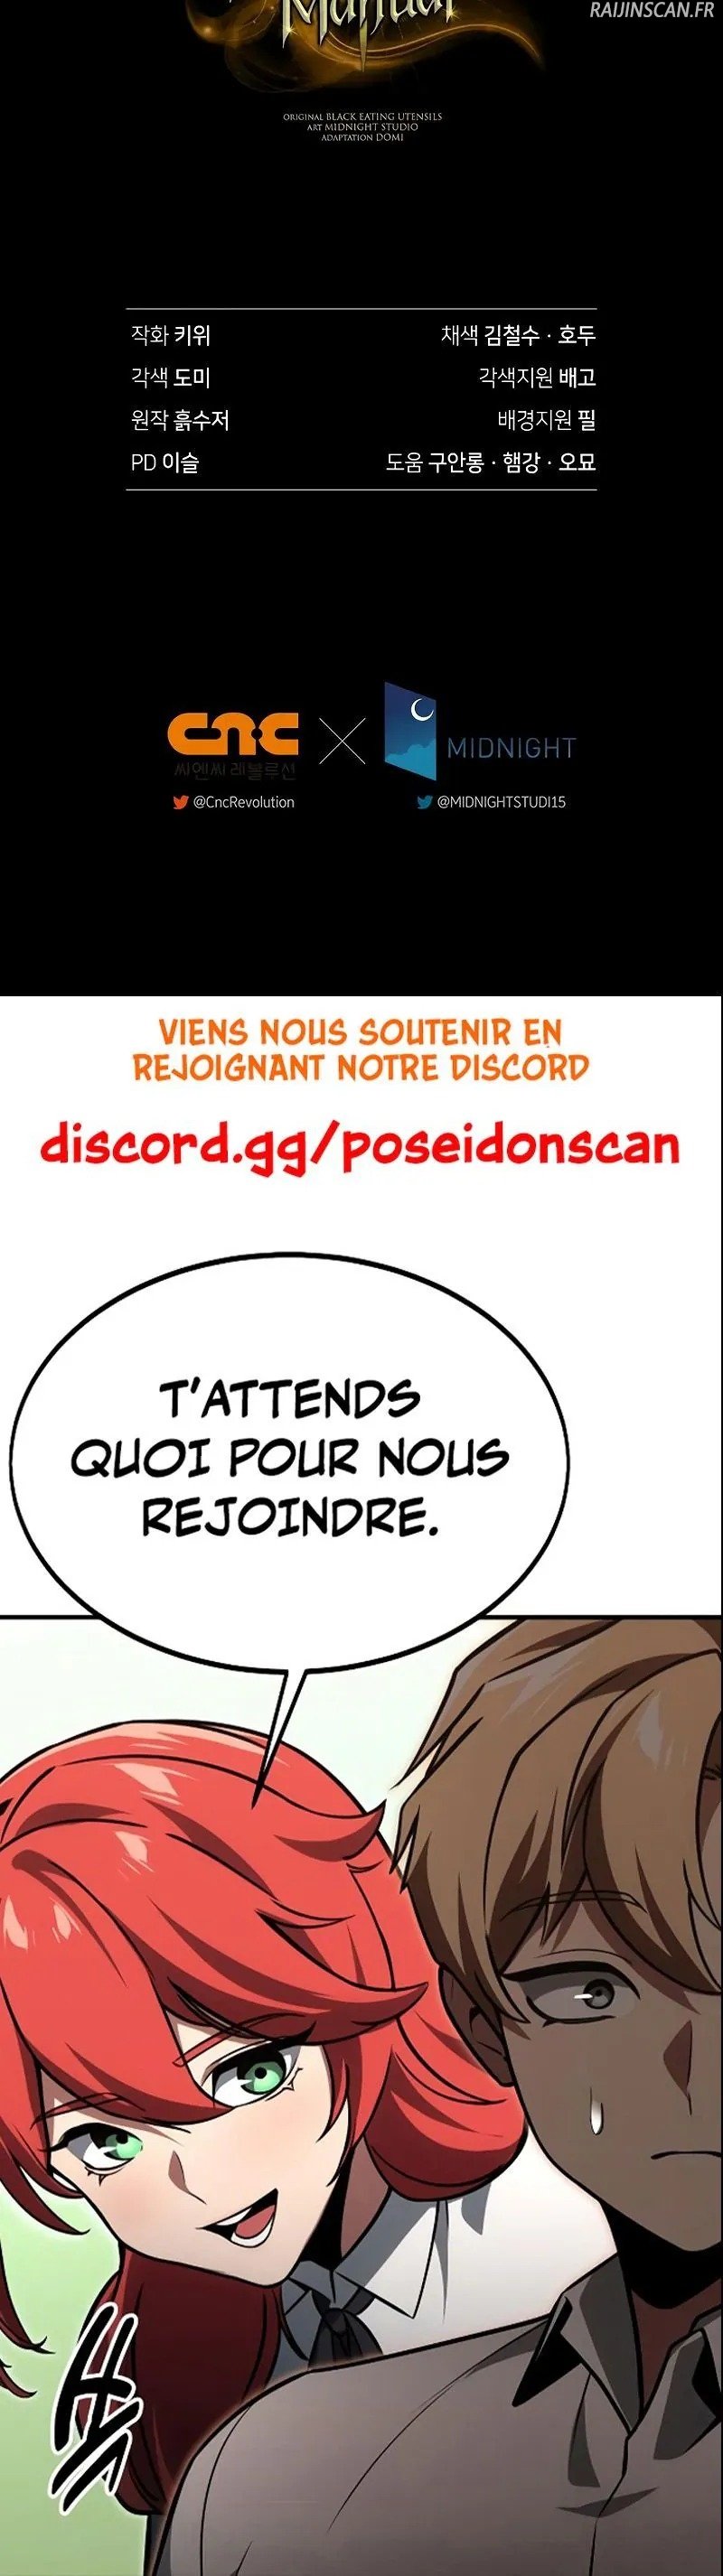 Manual
RAIJINSCAN.FR
ORIGINAL BLACK EATING UTENSILS
ART MIDNIGHT STUDIO
ADAPTATION DOMI
작화 키위
채색 김철수 · 호두
각색 도미
각색지원 배고
원작 흙수저
배경지원 필
PD 이슬
도움 구안롱 · 햄강 · 오묘
CNC
MIDNIGHT
씨앤씨 레볼루션
@CncRevolution
@MIDNIGHTSTUDI15
VIENS NOUS SOUTENIR EN
REJOIGNANT NOTRE DISCORD
discord.gg/poseidonscan
T'ATTENDS
QUOI POUR NOUS
REJOINDRE.